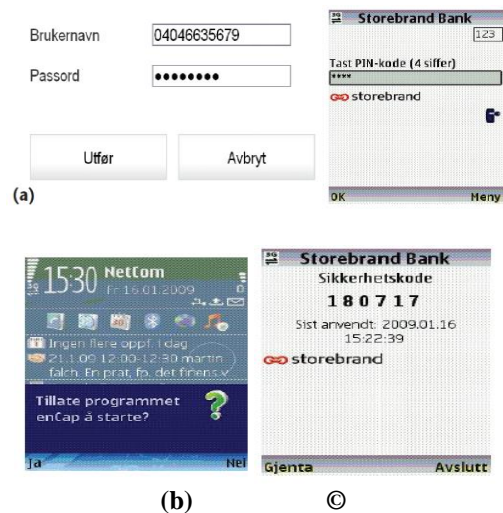 Brukernavn 04046635679
Passord ●●●●●●●●
Utfør Avbryt
(a)
Storebrand Bank
123
Tast PIN-kode (4 siffer)
****
storebrand
OK Meny
3G
15:30 NetCom
fr 16.01.2009
Ingen flere oppf. i dag
21.1.09 12:00-12:30 martin
falch. En prat, fp. det finens.v
Tillate programmet
enCap å starte?
Ja Nei
(b)
3G
Storebrand Bank
Sikkerhetskode
180717
Sist anvendt: 2009.01.16
15:22:39
storebrand
Gjenta Avslutt
©